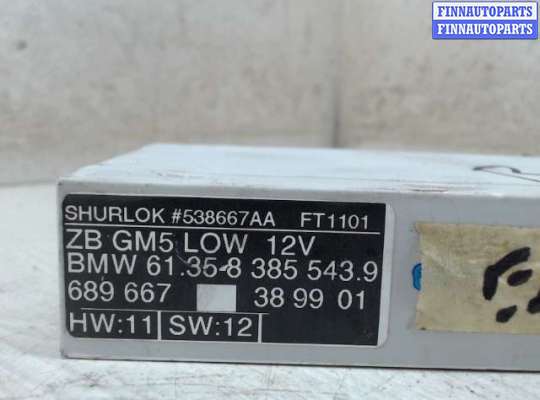 FINNAUTOPARTS
FINNAUTOPARTS
FINNAUTOPARTS
SHURLOK #538667AA FT1101
ZB GM5 LOW 12V
BMW 61.35-8 385 543.9
689 667 38 99 01
HW:11 SW:12